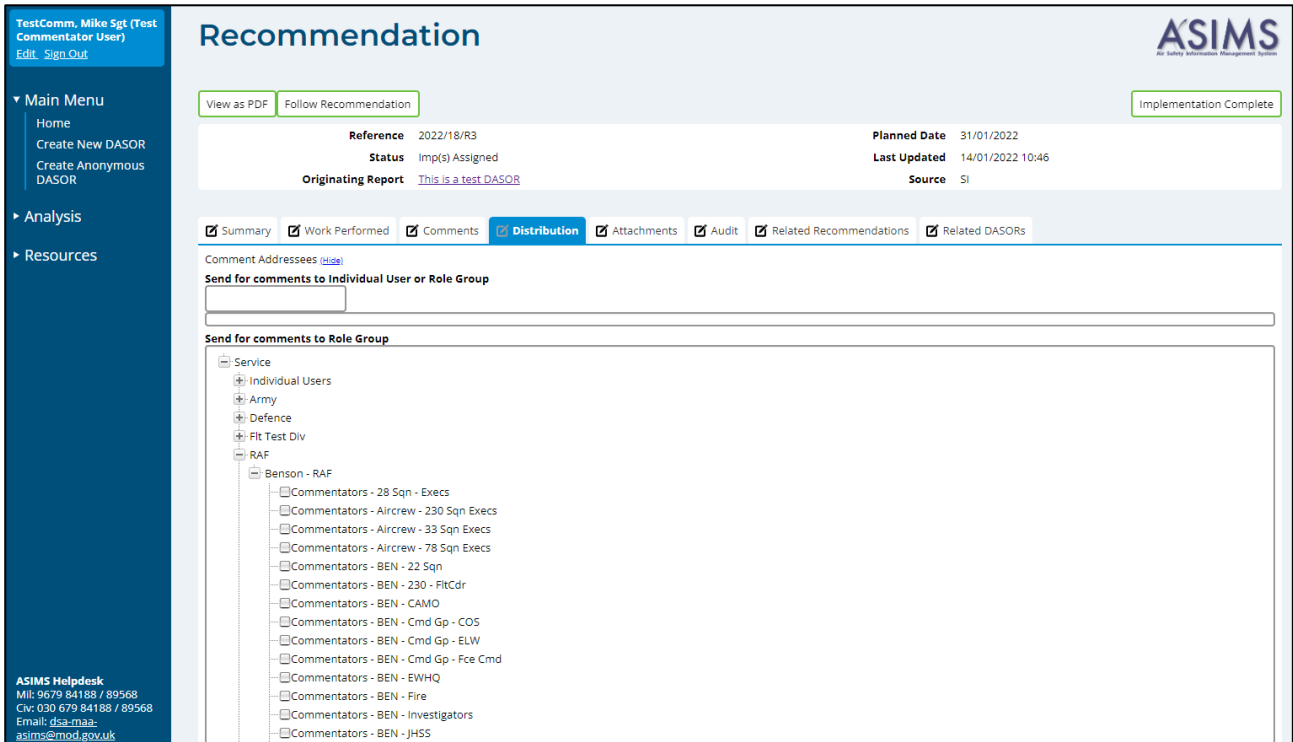 TestComm, Mike Sgt (Test
Commentator User)
Edit Sign Out
Main Menu
Home
Create New DASOR
Create Anonymous
DASOR
Analysis
Resources
ASIMS Helpdesk
Mil: 9679 84188 / 89568
Civ: 030 679 84188 / 89568
Email: dsa-maa-
asims@mod.gov.uk
Recommendation
ASIMS
Air Safety Information Management System
View as PDF Follow Recommendation Implementation Complete
Reference 2022/18/R3 Planned Date 31/01/2022
Status Imp(s) Assigned Last Updated 14/01/2022 10:46
Originating Report This is a test DASOR Source SI
Summary Work Performed Comments Distribution Attachments Audit Related Recommendations Related DASORs
Comment Addressees (Hide)
Send for comments to Individual User or Role Group
Send for comments to Role Group
Service
Individual Users
Army
Defence
Flt Test Div
RAF
Benson - RAF
Commentators - 28 Sqn - Execs
Commentators - Aircrew - 230 Sqn Execs
Commentators - Aircrew - 33 Sqn Execs
Commentators - Aircrew - 78 Sqn Execs
Commentators - BEN - 22 Sqn
Commentators - BEN - 230 - FltCdr
Commentators - BEN - CAMO
Commentators - BEN - Cmd Gp - COS
Commentators - BEN - Cmd Gp - ELW
Commentators - BEN - Cmd Gp - Fce Cmd
Commentators - BEN - EWHQ
Commentators - BEN - Fire
Commentators - BEN - Investigators
Commentators - BEN - JHSS